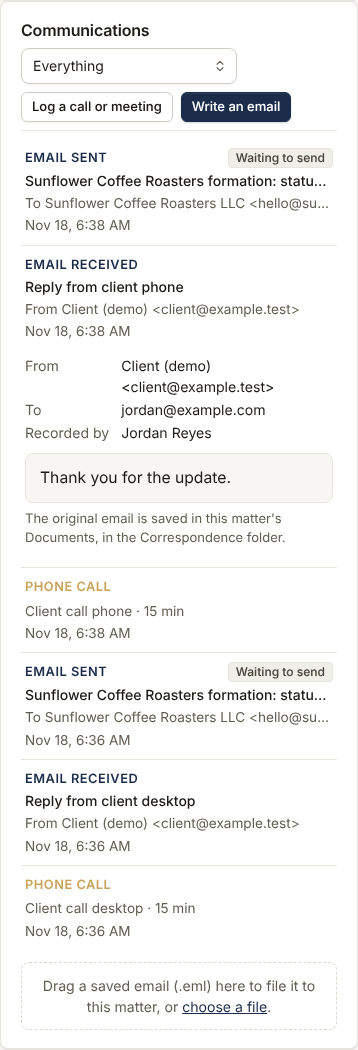 Communications
Everything
Log a call or meeting
Write an email
EMAIL SENT
Waiting to send
Sunflower Coffee Roasters formation: statu...
To Sunflower Coffee Roasters LLC <hello@su...
Nov 18, 6:38 AM
EMAIL RECEIVED
Reply from client phone
From Client (demo) <client@example.test>
Nov 18, 6:38 AM
From
Client (demo)
<client@example.test>
To
jordan@example.com
Recorded by
Jordan Reyes
Thank you for the update.
The original email is saved in this matter's
Documents, in the Correspondence folder.
PHONE CALL
Client call phone · 15 min
Nov 18, 6:38 AM
EMAIL SENT
Waiting to send
Sunflower Coffee Roasters formation: statu...
To Sunflower Coffee Roasters LLC <hello@su...
Nov 18, 6:36 AM
EMAIL RECEIVED
Reply from client desktop
From Client (demo) <client@example.test>
Nov 18, 6:36 AM
PHONE CALL
Client call desktop · 15 min
Nov 18, 6:36 AM
Drag a saved email (.eml) here to file it to
this matter, or choose a file.